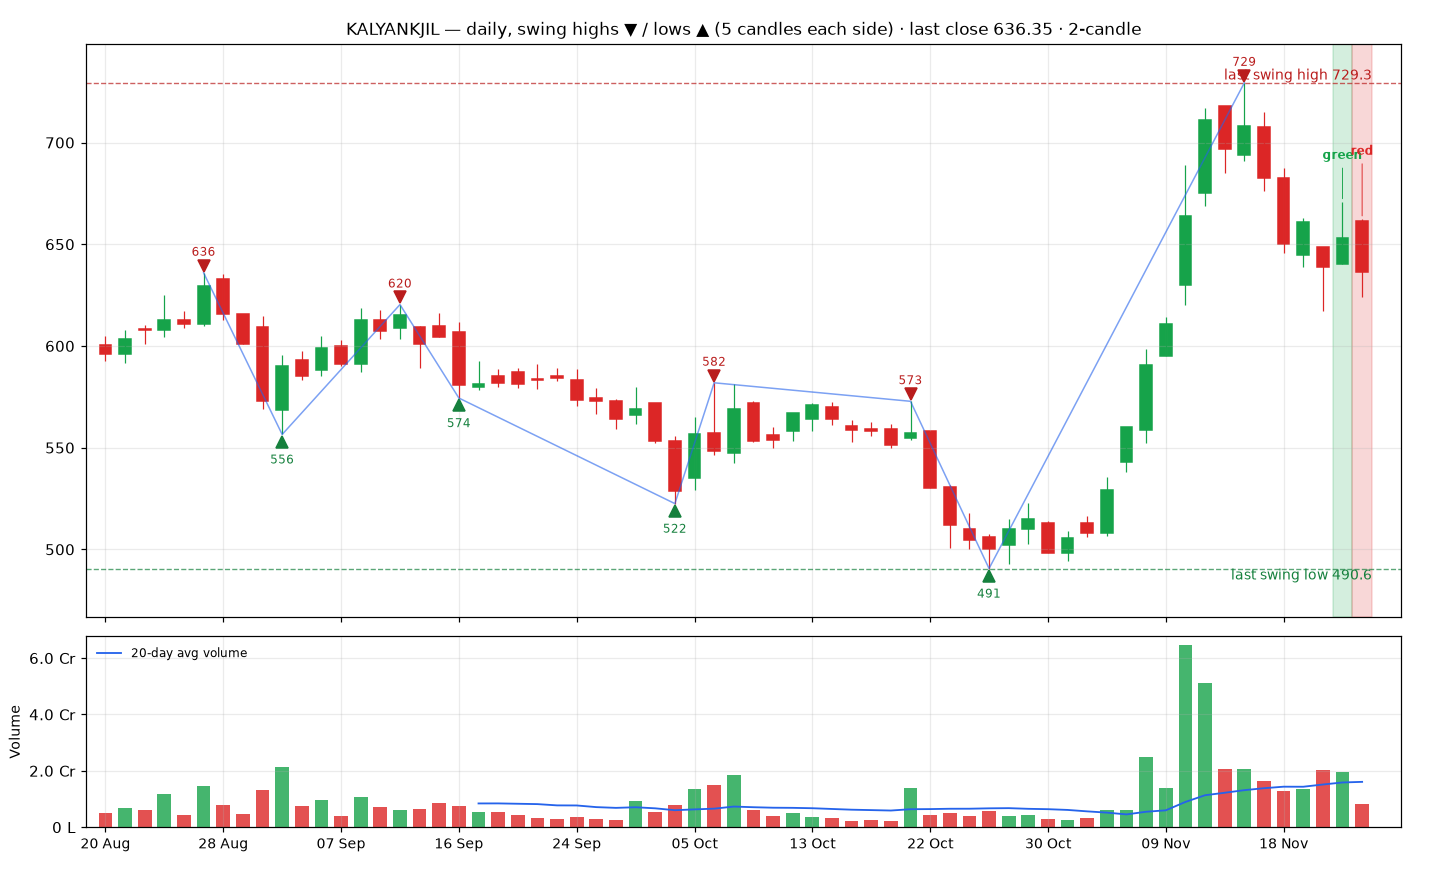 KALYANKJIL — daily, swing highs ▼ / lows ▲ (5 candles each side) · last close 636.35 · 2-candle
729
last swing high 729.3
green
red
700
650
636
620
600
582
573
574
556
550
522
500
491
last swing low 490.6
20-day avg volume
Volume
6.0 Cr
4.0 Cr
2.0 Cr
0 L
20 Aug
28 Aug
07 Sep
16 Sep
24 Sep
05 Oct
13 Oct
22 Oct
30 Oct
09 Nov
18 Nov